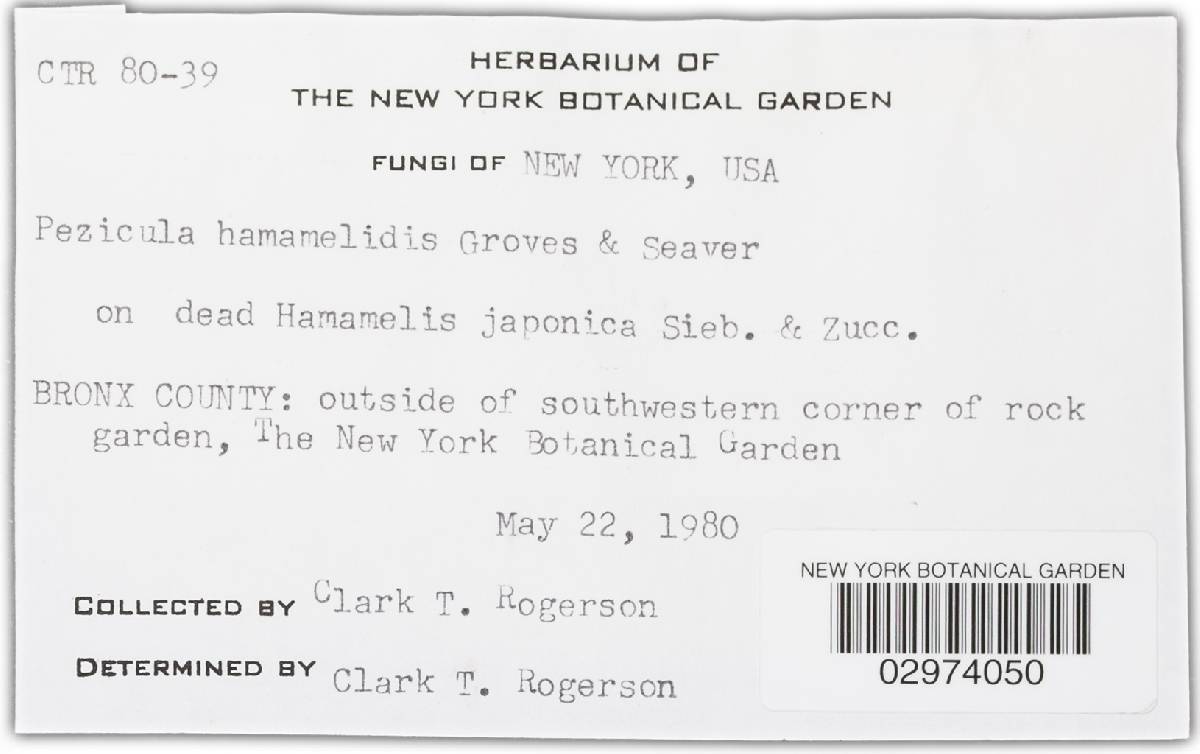 CTR 80-39
HERBARIUM OF
THE NEW YORK BOTANICAL GARDEN
FUNGI OF NEW YORK, USA
Pezicula hamamelidis Groves & Seaver
on dead Hamamelis japonica Sieb. & Zucc.
BRONX COUNTY: outside of southwestern corner of rock
garden, The New York Botanical Garden
May 22, 1980
COLLECTED BY Clark T. Rogerson
DETERMINED BY Clark T. Rogerson
NEW YORK BOTANICAL GARDEN
02974050